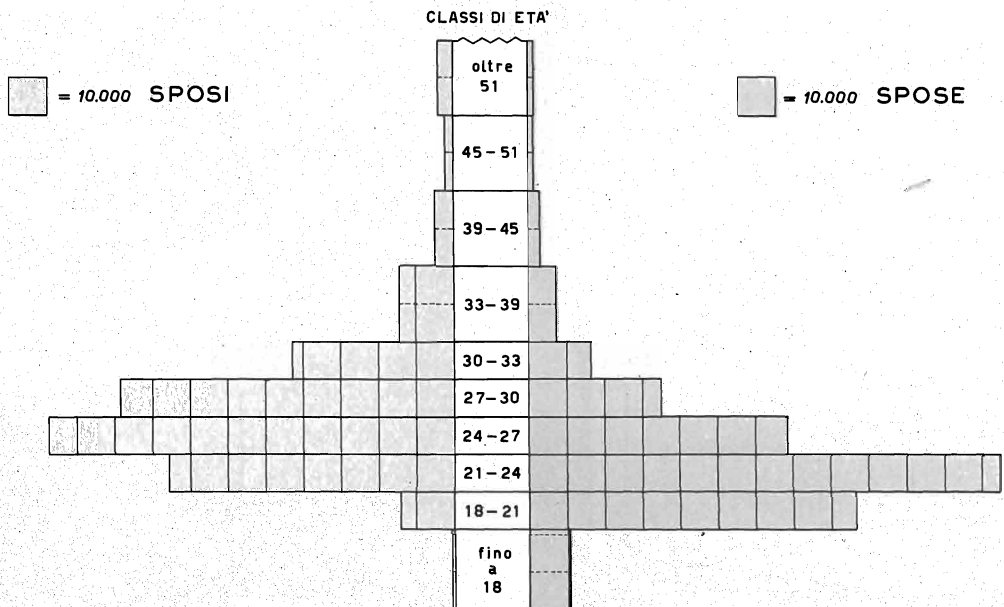 CLASSI DI ETA'
= 10.000 SPOSI
= 10.000 SPOSE
oltre
51
45-51
39-45
33-39
30-33
27-30
24-27
21-24
18-21
fino
a
18